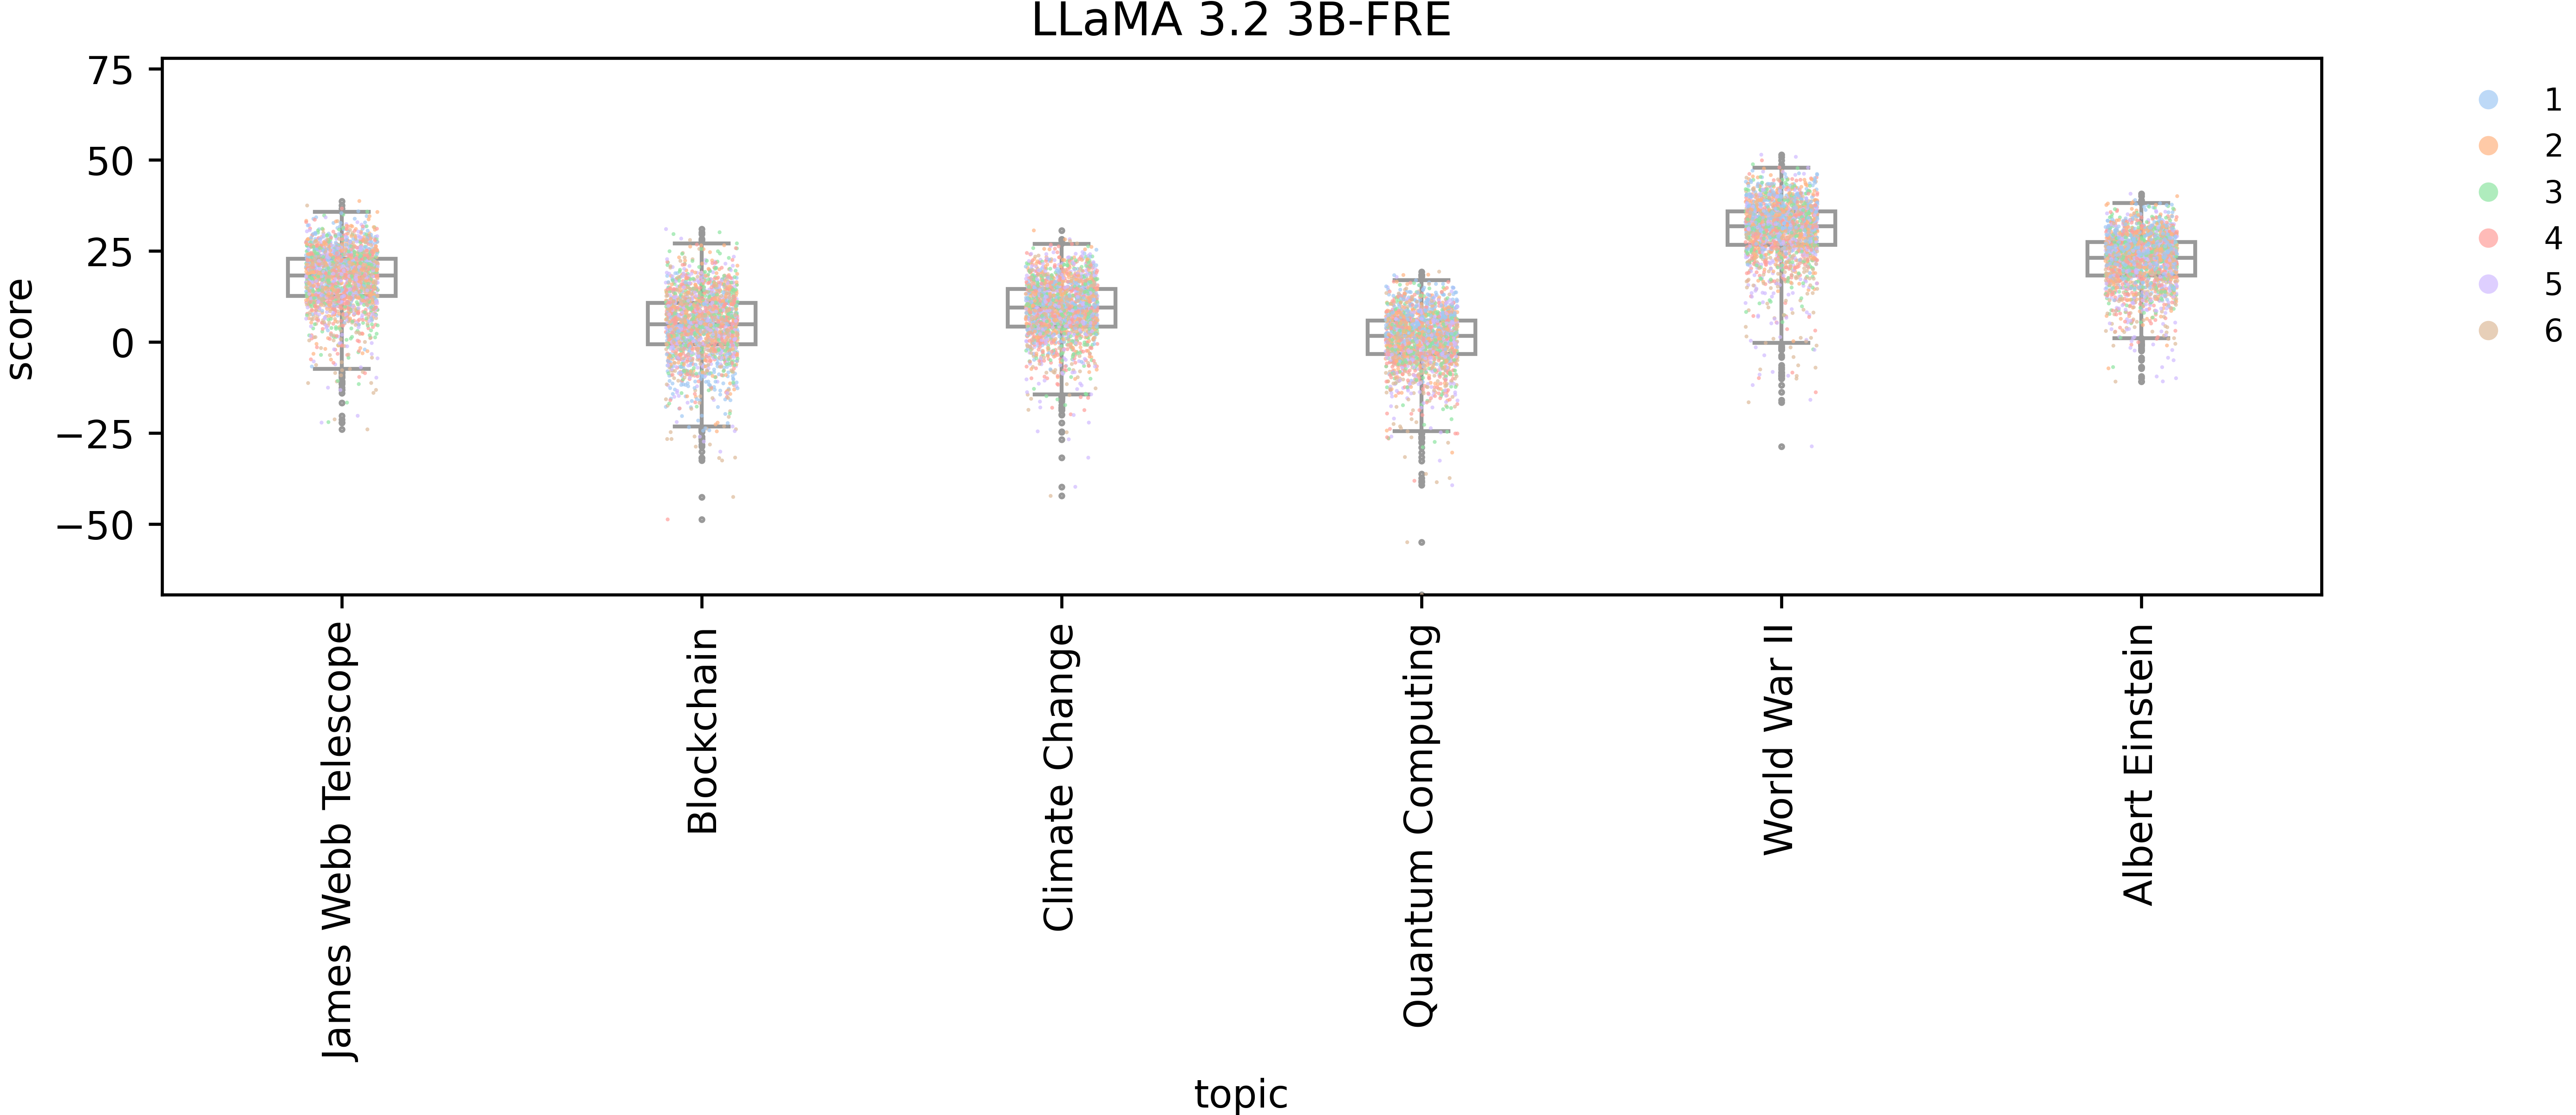 LLaMA 3.2 3B-FRE
score
75
50
25
0
−25
−50
James Webb Telescope
Blockchain
Climate Change
Quantum Computing
World War II
Albert Einstein
topic
1
2
3
4
5
6